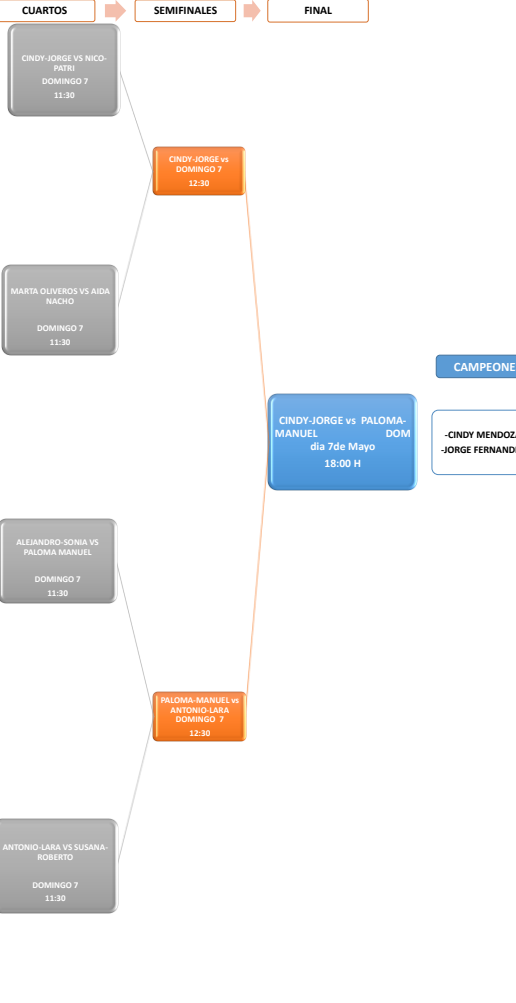 CUARTOS
SEMIFINALES
FINAL
CINDY-JORGE VS NICO-
PATRI
DOMINGO 7
11:30
CINDY-JORGE vs
DOMINGO 7
12:30
MARTA OLIVEROS VS AIDA
NACHO
DOMINGO 7
11:30
CAMPEONE
CINDY-JORGE vs PALOMA-
MANUEL DOM
dia 7de Mayo
18:00 H
-CINDY MENDOZA
-JORGE FERNAND
ALEJANDRO-SONIA VS
PALOMA MANUEL
DOMINGO 7
11:30
PALOMA-MANUEL vs
ANTONIO-LARA
DOMINGO 7
12:30
ANTONIO-LARA VS SUSANA-
ROBERTO
DOMINGO 7
11:30